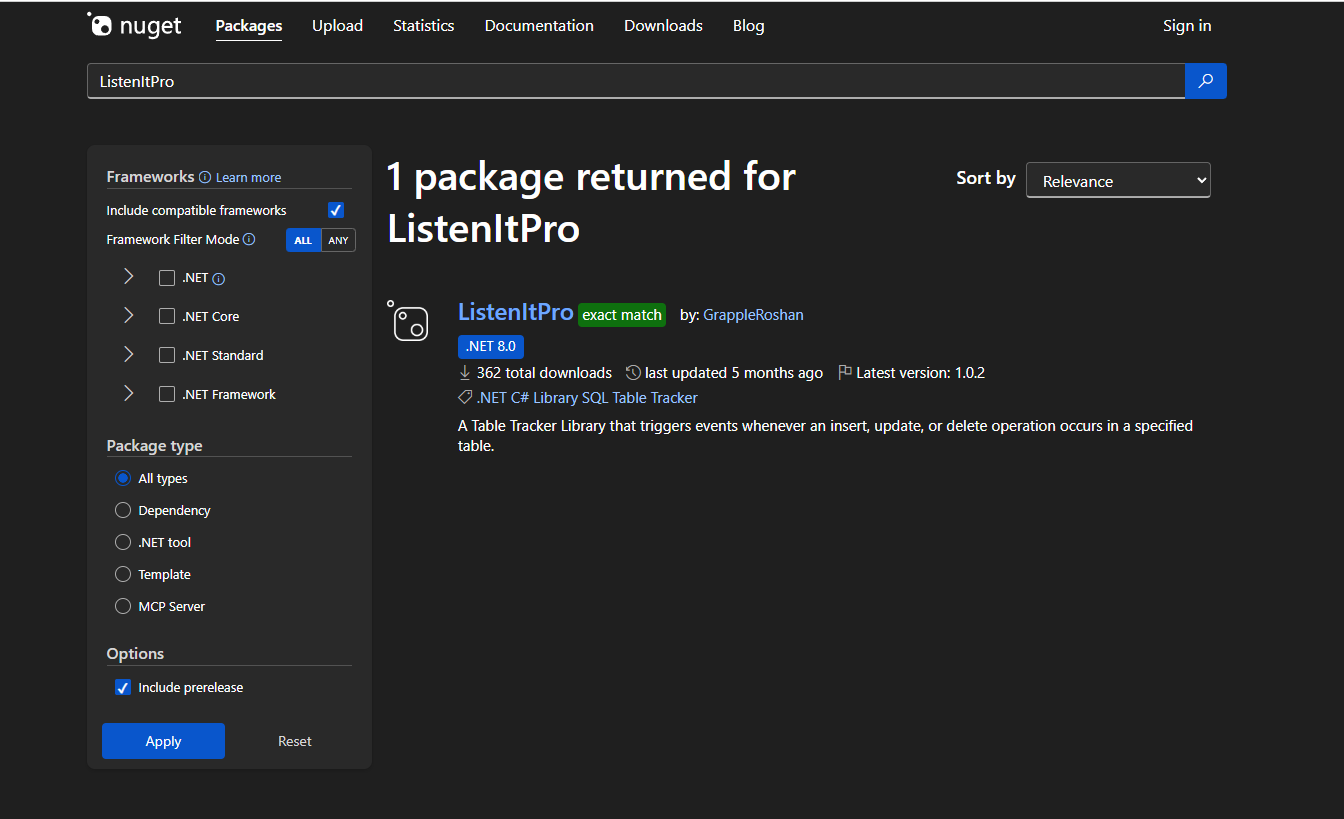 nuget Packages Upload Statistics Documentation Downloads Blog Sign in
ListenItPro
Frameworks Learn more
Include compatible frameworks
Framework Filter Mode ALL ANY
.NET
.NET Core
.NET Standard
.NET Framework
Package type
All types
Dependency
.NET tool
Template
MCP Server
Options
Include prerelease
Apply Reset
1 package returned for
ListenItPro
Sort by Relevance
ListenItPro exact match by: GrappleRoshan
.NET 8.0
362 total downloads last updated 5 months ago Latest version: 1.0.2
.NET C# Library SQL Table Tracker
A Table Tracker Library that triggers events whenever an insert, update, or delete operation occurs in a specified
table.